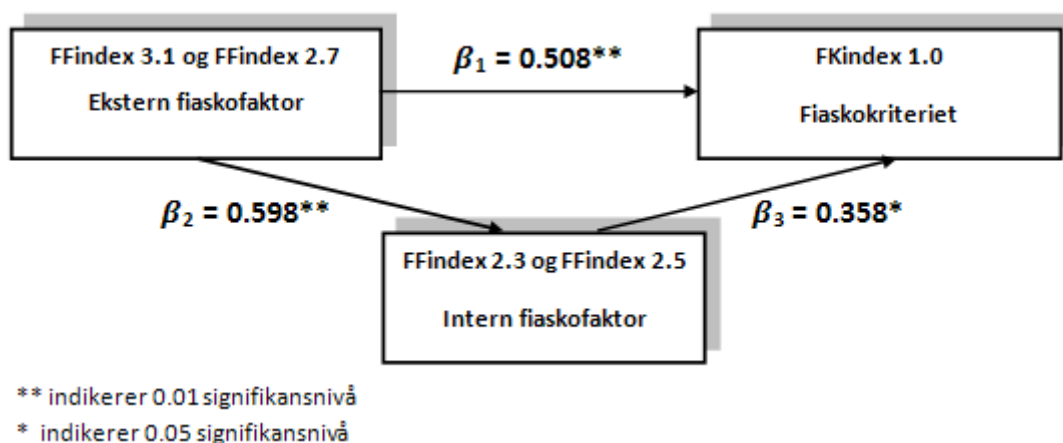 FFindex 3.1 og FFindex 2.7
Ekstern fiaskofaktor
β₁ = 0.508**
FKindex 1.0
Fiaskokriteriet
β₂ = 0.598**
β₃ = 0.358*
FFindex 2.3 og FFindex 2.5
Intern fiaskofaktor
** indikerer 0.01 signifikansnivå
* indikerer 0.05 signifikansnivå